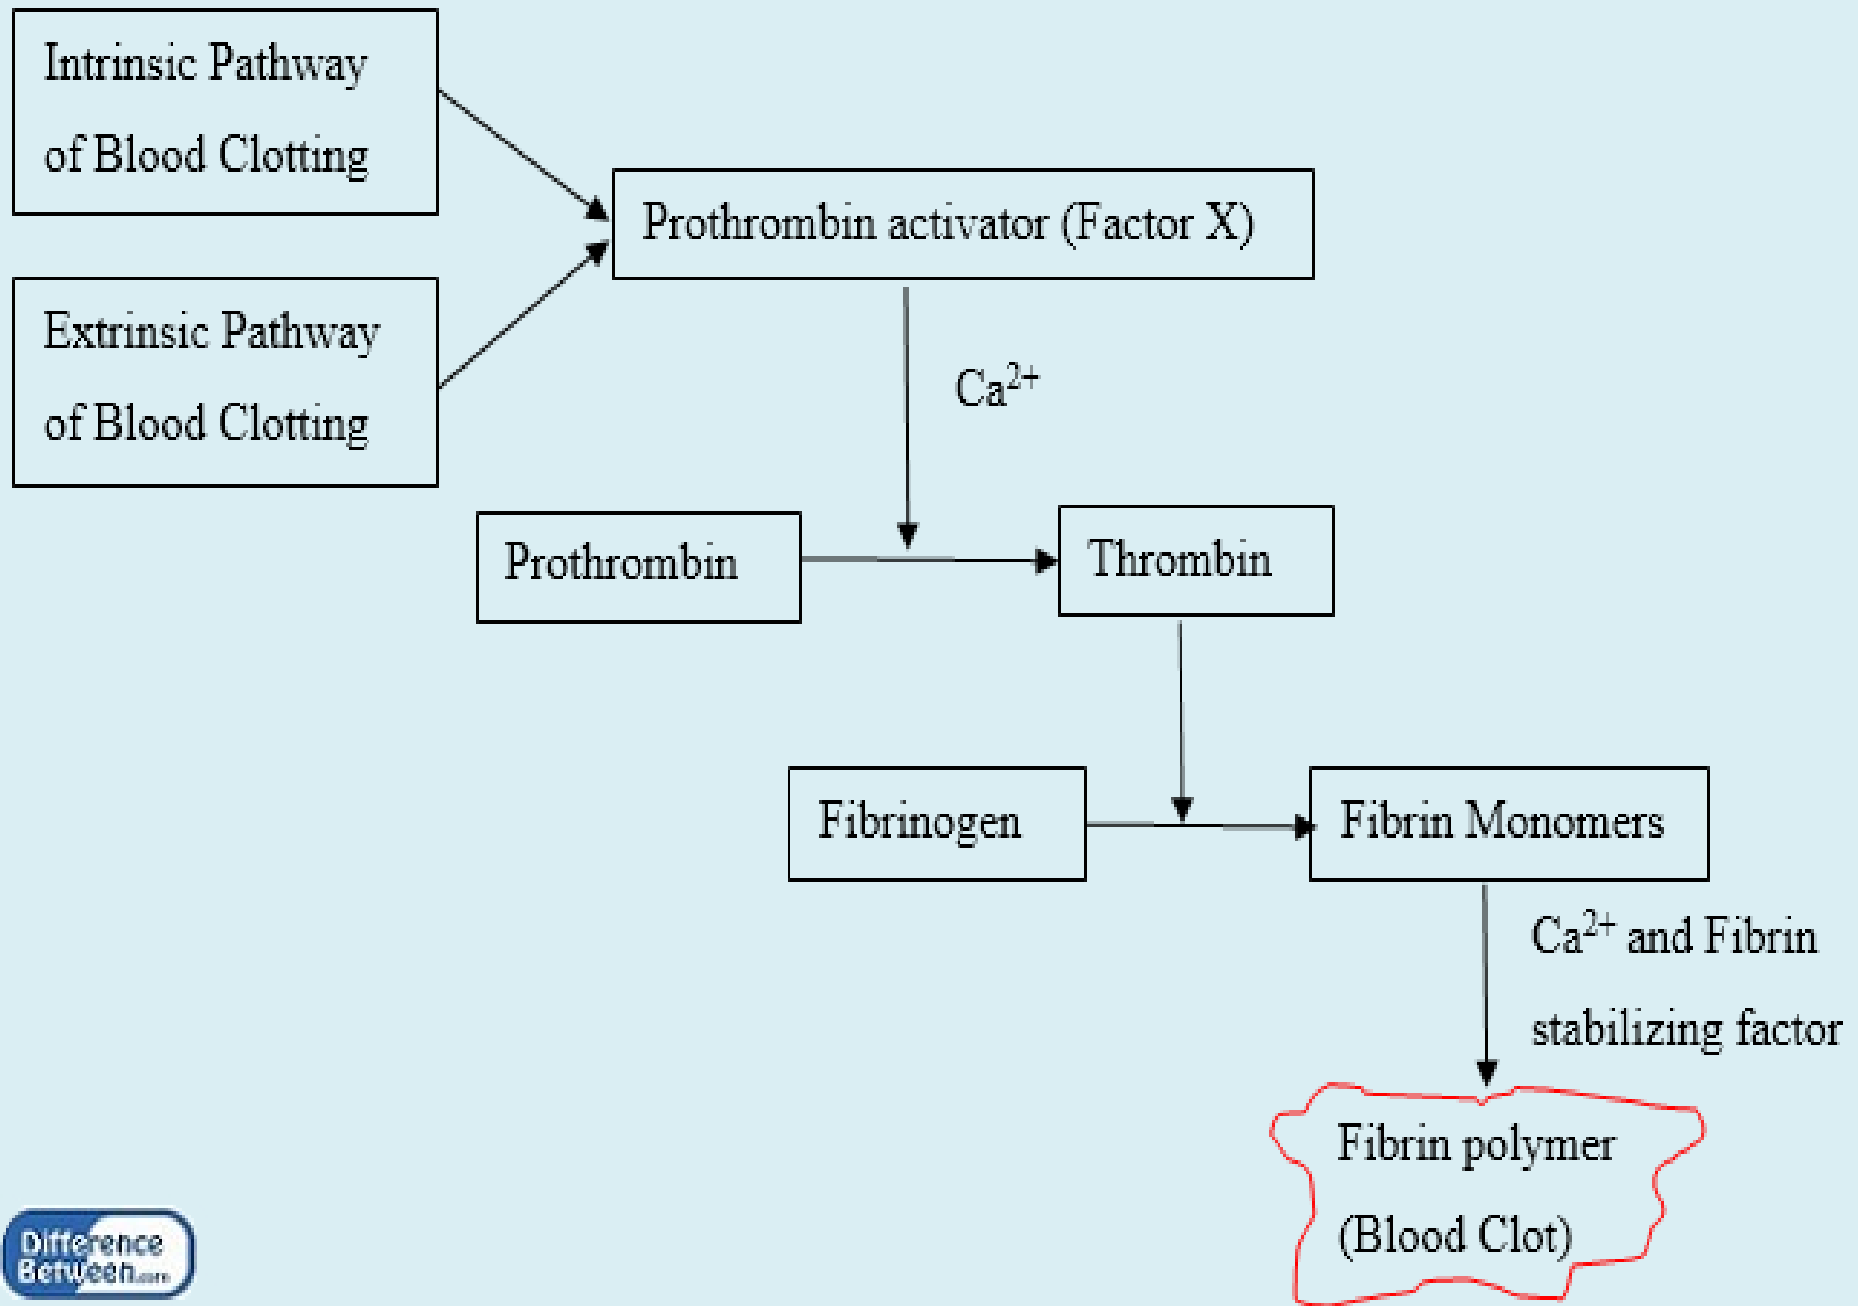 Intrinsic Pathway
of Blood Clotting
Prothrombin activator (Factor X)
Extrinsic Pathway
of Blood Clotting
Ca²⁺
Prothrombin
Thrombin
Fibrinogen
Fibrin Monomers
Ca²⁺ and Fibrin
stabilizing factor
Fibrin polymer
(Blood Clot)
Difference
Between.com